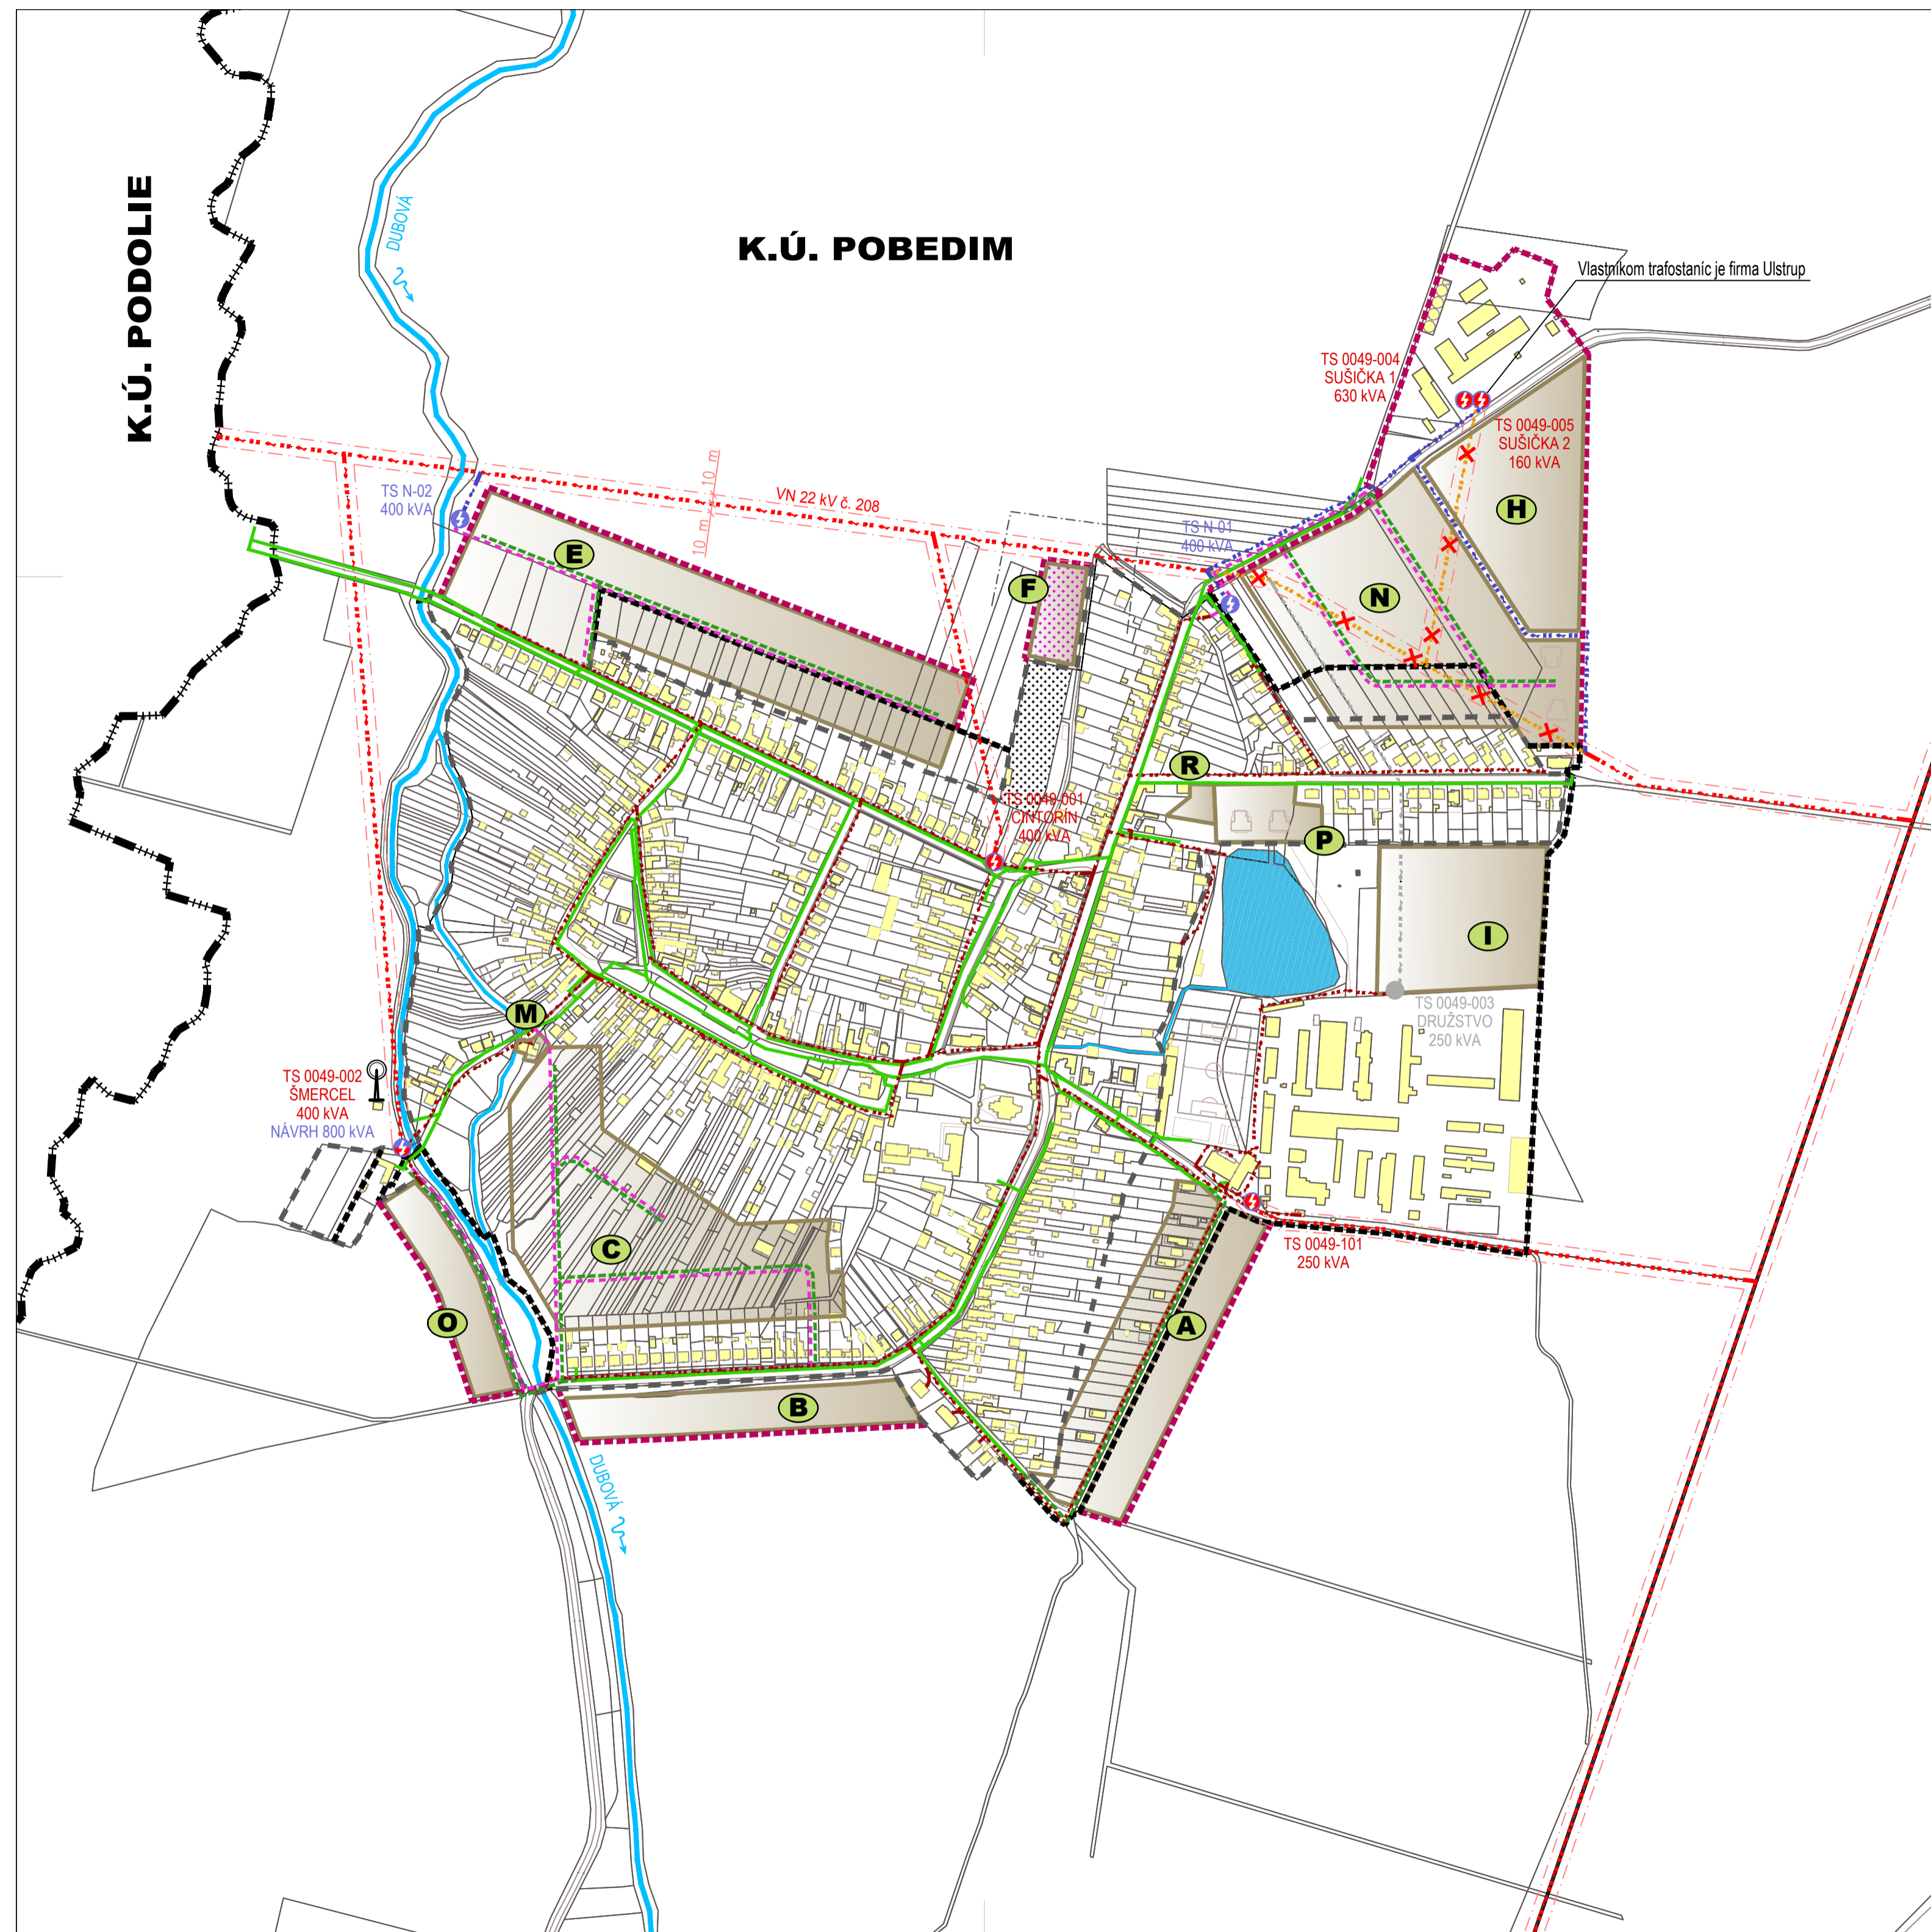 K.Ú. PODOLIE
K.Ú. POBEDIM
DUBOVÁ
Vlastníkom trafostaníc je firma Ulstrup
TS 0049-004
SUŠIČKA 1
630 kVA
TS 0049-005
SUŠIČKA 2
160 kVA
H
TS N-02
400 kVA
VN 22 kV č. 208
10 m
10 m
TS N-01
400 kVA
E
F
N
R
TS 0049-001
CINTORÍN
400 kVA
P
I
TS 0049-003
DRUŽSTVO
250 kVA
M
TS 0049-002
ŠMERCEL
400 kVA
NÁVRH 800 kVA
C
TS 0049-101
250 kVA
O
A
B
DUBOVÁ